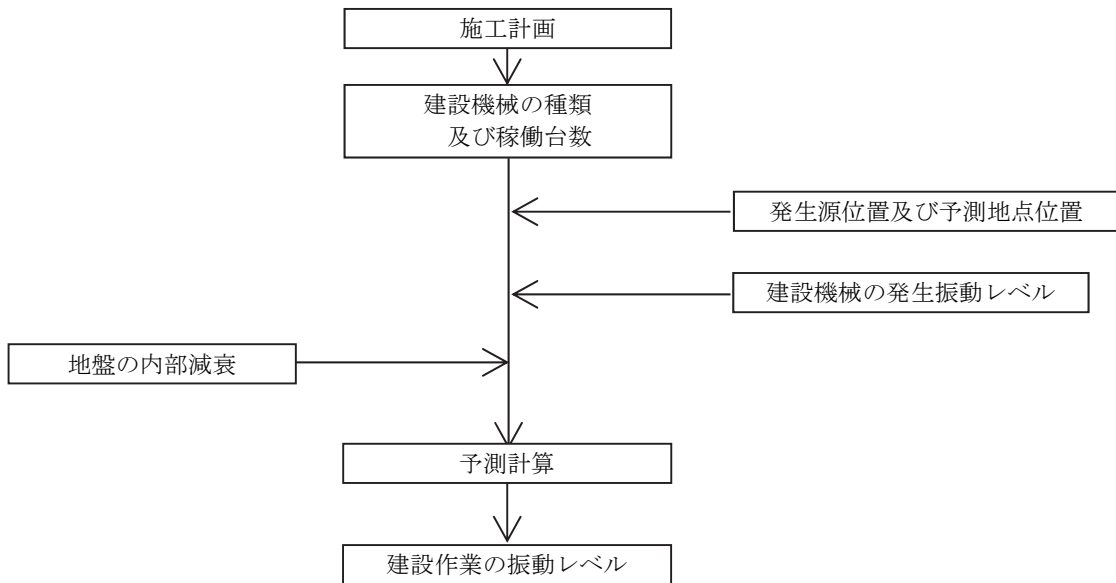 施工計画
建設機械の種類
及び稼働台数
発生源位置及び予測地点位置
建設機械の発生振動レベル
地盤の内部減衰
予測計算
建設作業の振動レベル